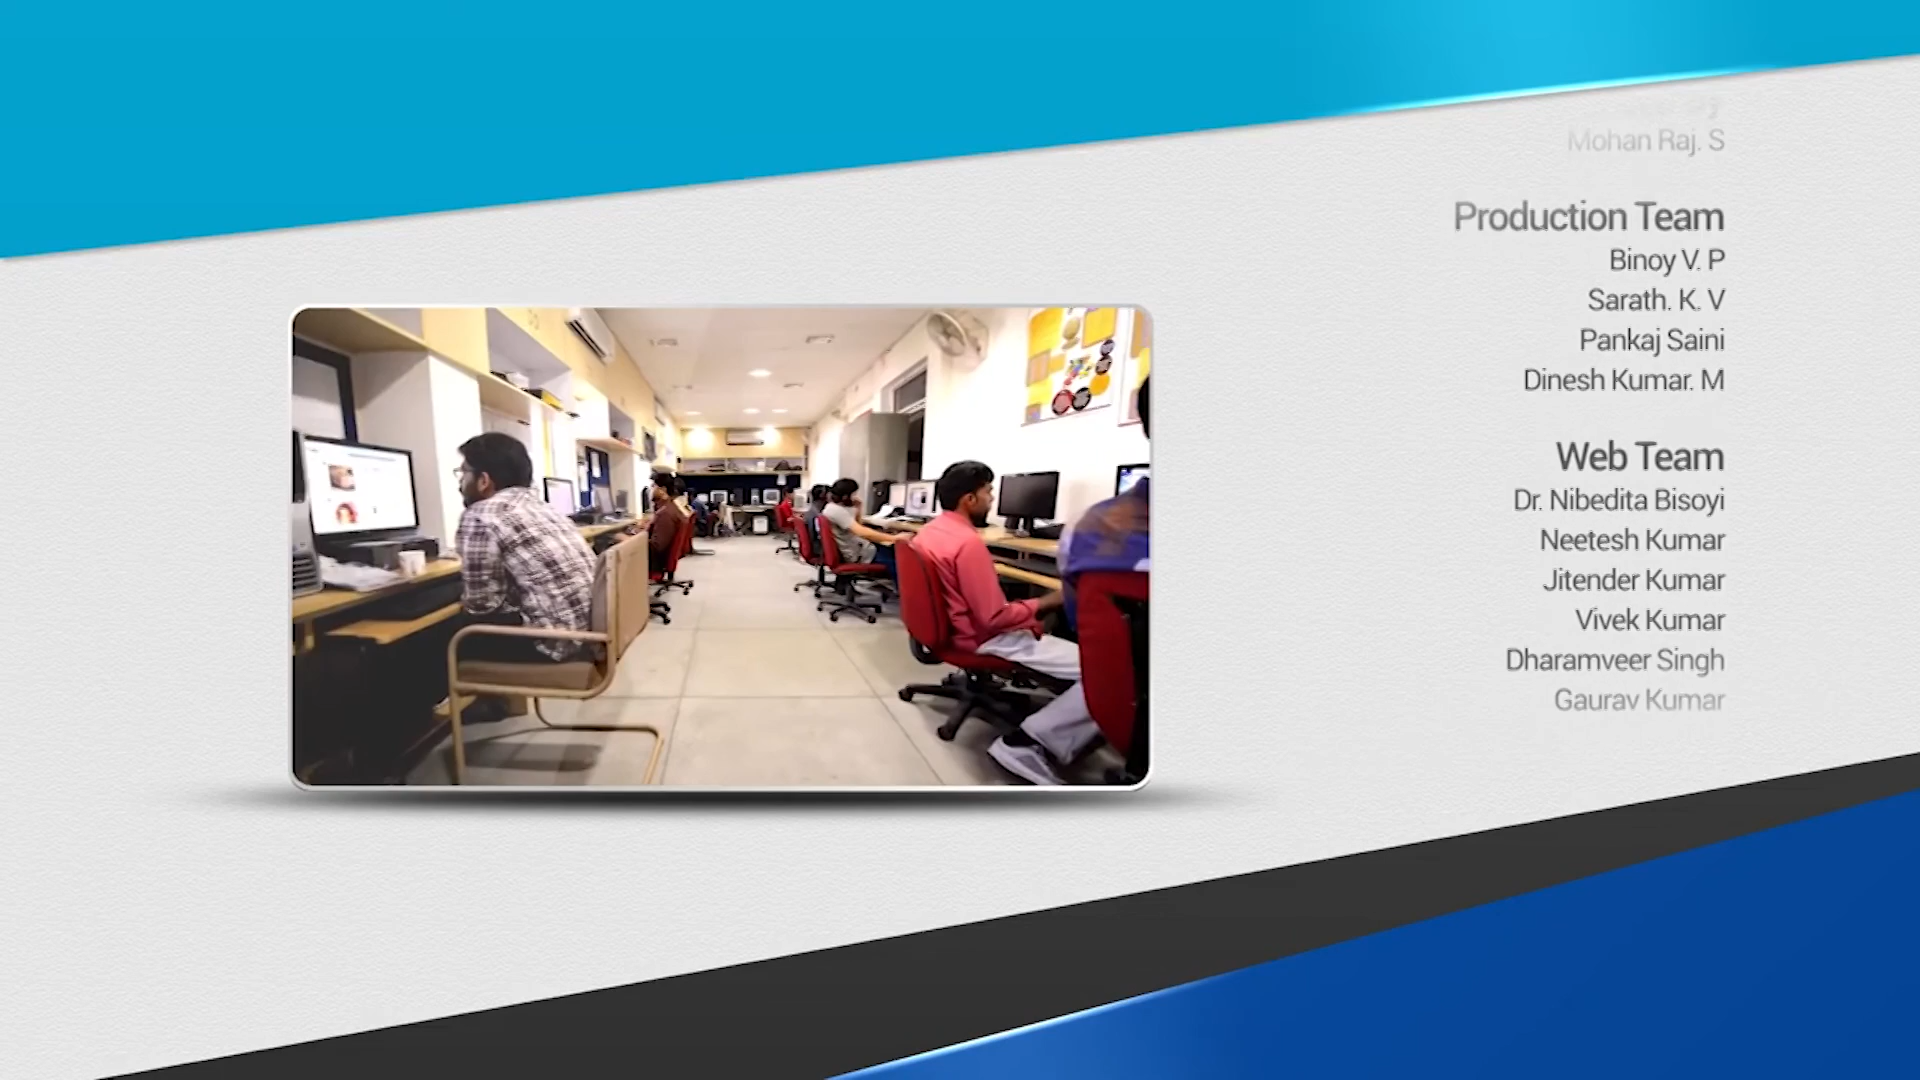 Mohan Raj. S
Production Team
Binoy V. P
Sarath. K. V
Pankaj Saini
Dinesh Kumar. M
Web Team
Dr. Nibedita Bisoyi
Neetesh Kumar
Jitender Kumar
Vivek Kumar
Dharamveer Singh
Gaurav Kumar